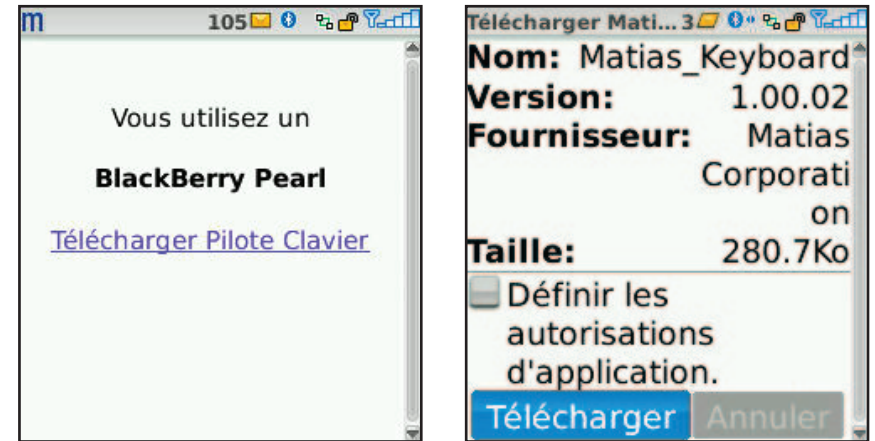 m 105
Vous utilisez un
BlackBerry Pearl
Télécharger Pilote Clavier
Télécharger Mati... 3
Nom: Matias_Keyboard
Version: 1.00.02
Fournisseur: Matias
Corporati
on
Taille: 280.7Ko
Définir les
autorisations
d'application.
Télécharger Annuler